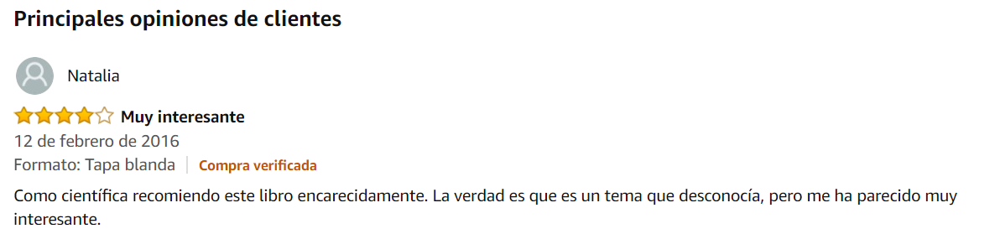 Principales opiniones de clientes
Natalia
Muy interesante
12 de febrero de 2016
Formato: Tapa blanda | Compra verificada
Como científica recomiendo este libro encarecidamente. La verdad es que es un tema que desconocía, pero me ha parecido muy
interesante.